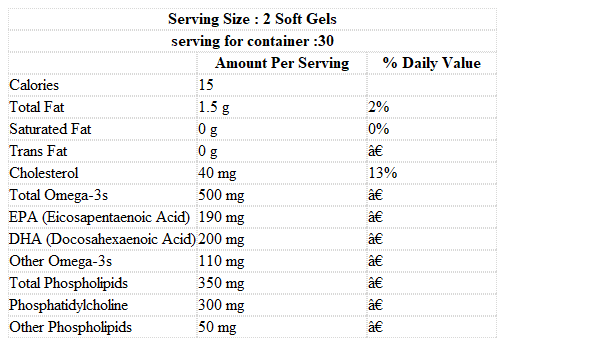 Serving Size : 2 Soft Gels
serving for container :30
Amount Per Serving % Daily Value
Calories 15
Total Fat 1.5 g 2%
Saturated Fat 0 g 0%
Trans Fat 0 g â€
Cholesterol 40 mg 13%
Total Omega-3s 500 mg â€
EPA (Eicosapentaenoic Acid) 190 mg â€
DHA (Docosahexaenoic Acid) 200 mg â€
Other Omega-3s 110 mg â€
Total Phospholipids 350 mg â€
Phosphatidylcholine 300 mg â€
Other Phospholipids 50 mg â€